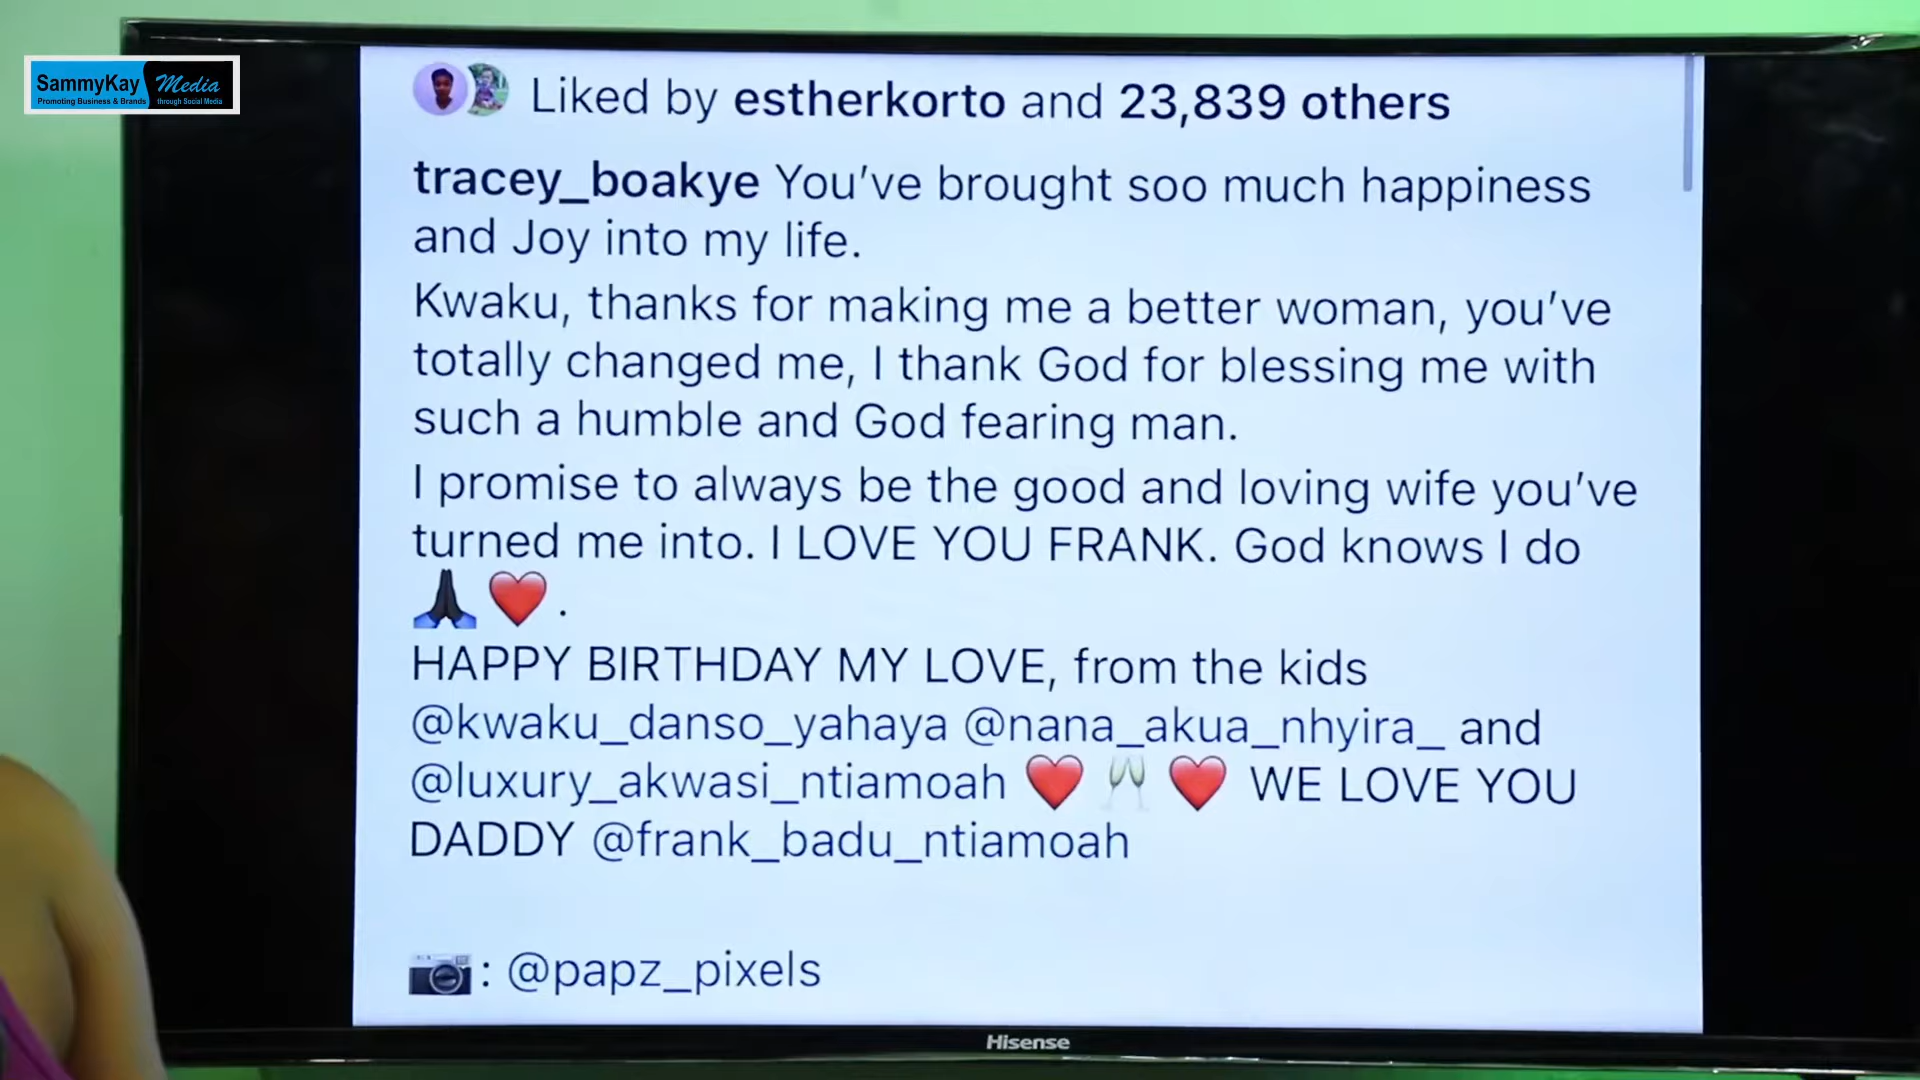 SammyKay Media
Promoting Business & Brands through Social Media
Liked by estherkorto and 23,839 others
tracey_boakye You've brought soo much happiness
and Joy into my life.
Kwaku, thanks for making me a better woman, you've
totally changed me, I thank God for blessing me with
such a humble and God fearing man.
I promise to always be the good and loving wife you've
turned me into. I LOVE YOU FRANK. God knows I do
🙏🏿❤️.
HAPPY BIRTHDAY MY LOVE, from the kids
@kwaku_danso_yahaya @nana_akua_nhyira_ and
@luxury_akwasi_ntiamoah ❤️🥂❤️ WE LOVE YOU
DADDY @frank_badu_ntiamoah
📷: @papz_pixels
Hisense